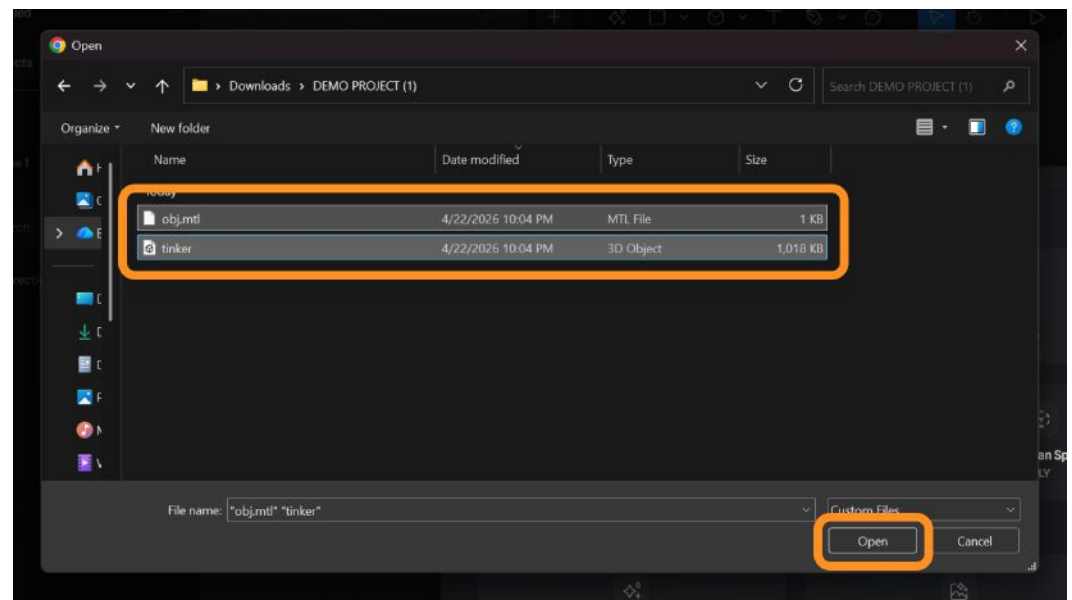 Open
Downloads > DEMO PROJECT (1)
Search DEMO PROJECT (1)
Organize
New folder
Name Date modified Type Size
Today
obj.mtl 4/22/2026 10:04 PM MTL File 1 KB
tinker 4/22/2026 10:04 PM 3D Object 1,018 KB
File name: "obj.mtl" "tinker"
Custom Files
Open Cancel